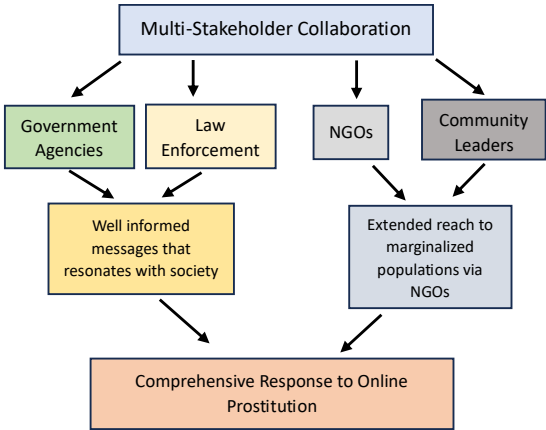 Multi-Stakeholder Collaboration
Government
Agencies
Law
Enforcement
NGOs
Community
Leaders
Well informed
messages that
resonates with society
Extended reach to
marginalized
populations via
NGOs
Comprehensive Response to Online
Prostitution